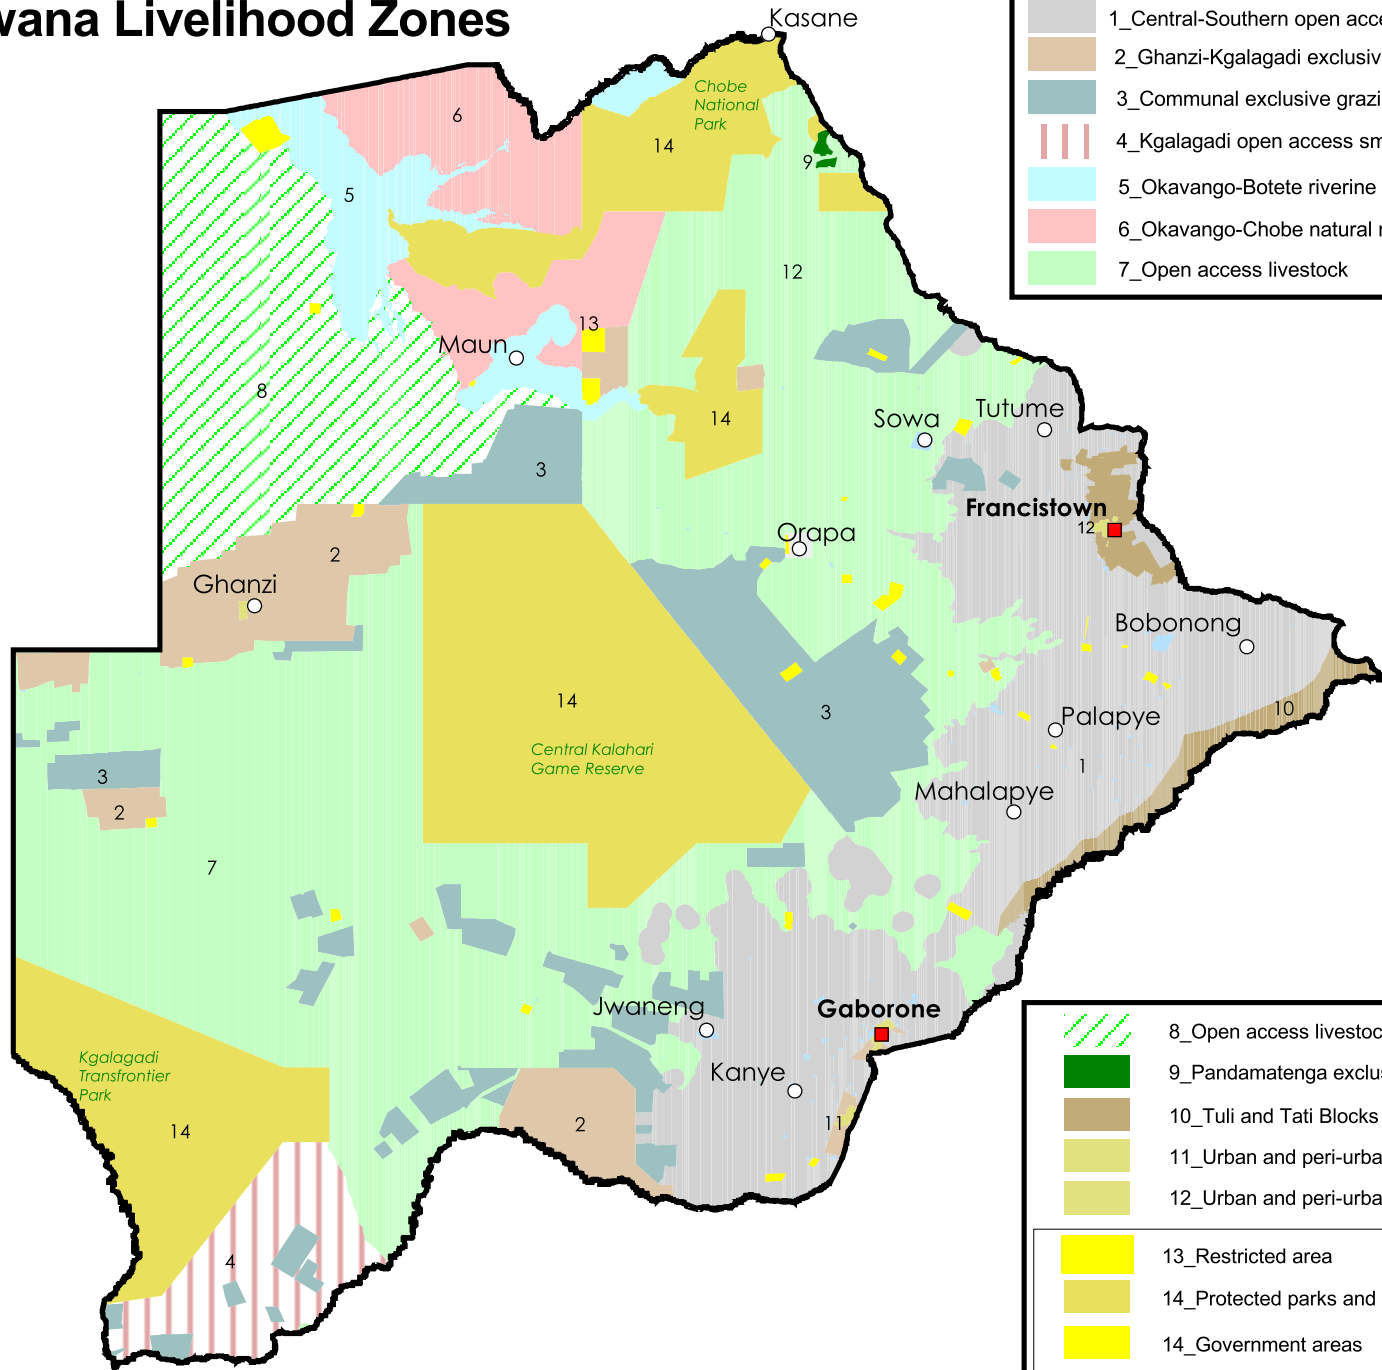 wana Livelihood Zones
Kasane
1_Central-Southern open acce
2_Ghanzi-Kgalagadi exclusiv
3_Communal exclusive grazi
4_Kgalagadi open access sm
5_Okavango-Botete riverine
6_Okavango-Chobe natural r
7_Open access livestock
Chobe
National
Park
6
14
9
5
12
13
Maun
8
14
Sowa
Tutume
3
Francistown
12
Orapa
2
Ghanzi
Bobonong
14
3
10
Palapye
Central Kalahari
Game Reserve
1
3
Mahalapye
2
7
Jwaneng
Gaborone
Kgalagadi
Transfrontier
Park
Kanye
14
2
11
4
8_Open access livestoc
9_Pandamatenga exclus
10_Tuli and Tati Blocks
11_Urban and peri-urba
12_Urban and peri-urba
13_Restricted area
14_Protected parks and
14_Government areas